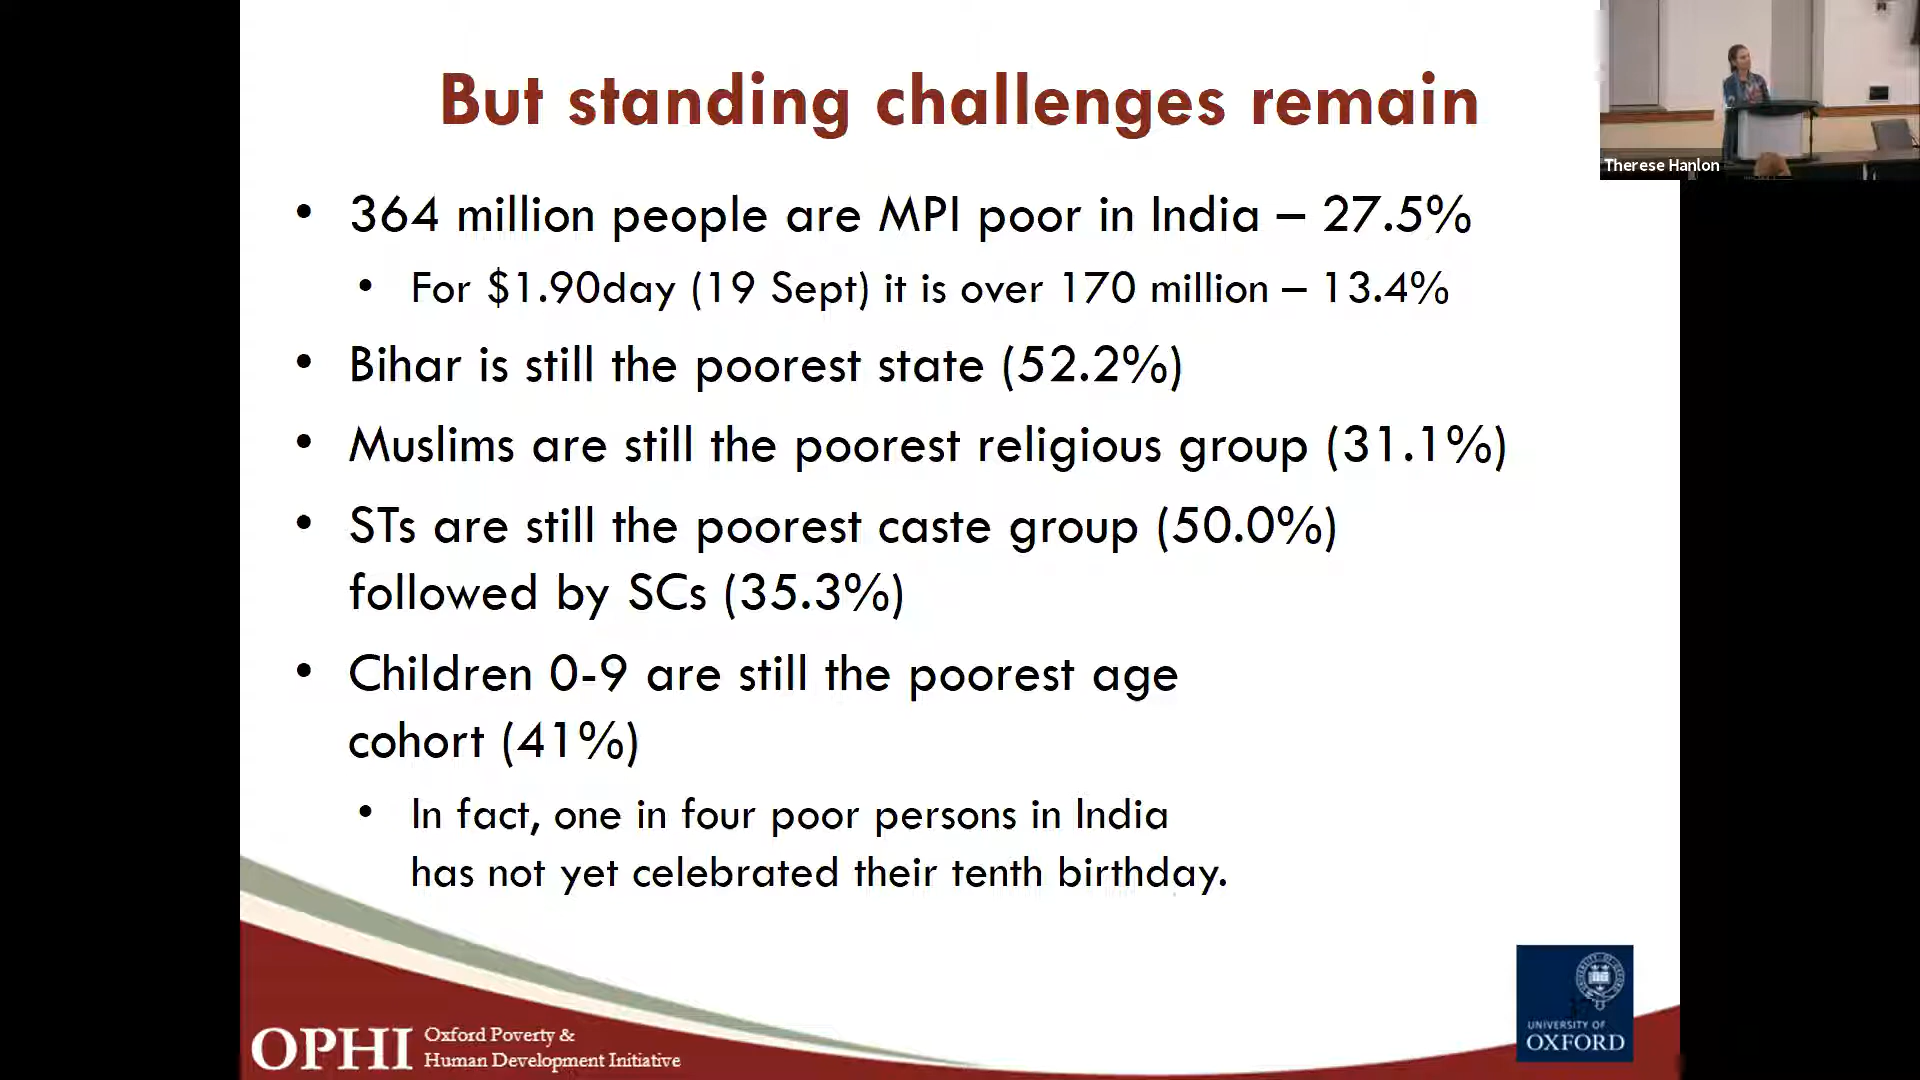 But standing challenges remain
Therese Hanlon
• 364 million people are MPI poor in India – 27.5%
• For $1.90day (19 Sept) it is over 170 million – 13.4%
• Bihar is still the poorest state (52.2%)
• Muslims are still the poorest religious group (31.1%)
• STs are still the poorest caste group (50.0%)
followed by SCs (35.3%)
• Children 0-9 are still the poorest age
cohort (41%)
• In fact, one in four poor persons in India
has not yet celebrated their tenth birthday.
OPHI
Oxford Poverty &
Human Development Initiative
UNIVERSITY OF
OXFORD